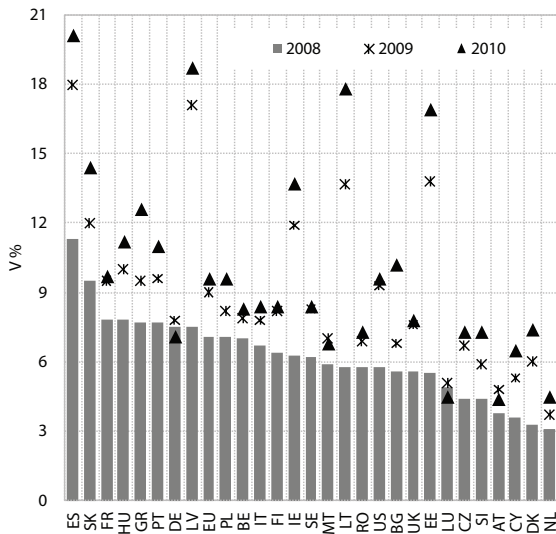 21
2008 2009 2010
18
15
12
V %
9
6
3
0
ES SK FR HU GR PT DE LV EU PL BE IT FI IE SE MT LT RO US BG UK EE LU CZ SI AT CY DK NL